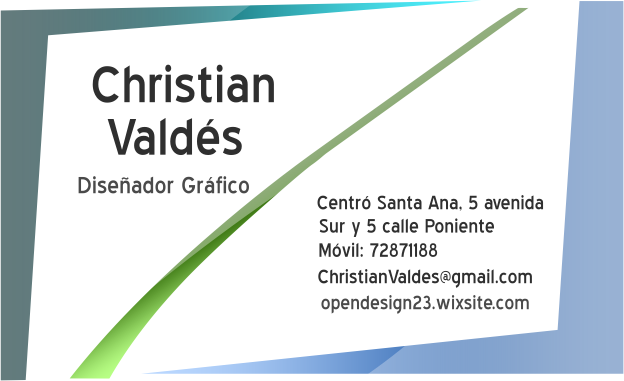 Christian
Valdés
Diseñador Gráfico
Centró Santa Ana, 5 avenida
Sur y 5 calle Poniente
Móvil: 72871188
ChristianValdes@gmail.com
opendesign23.wixsite.com